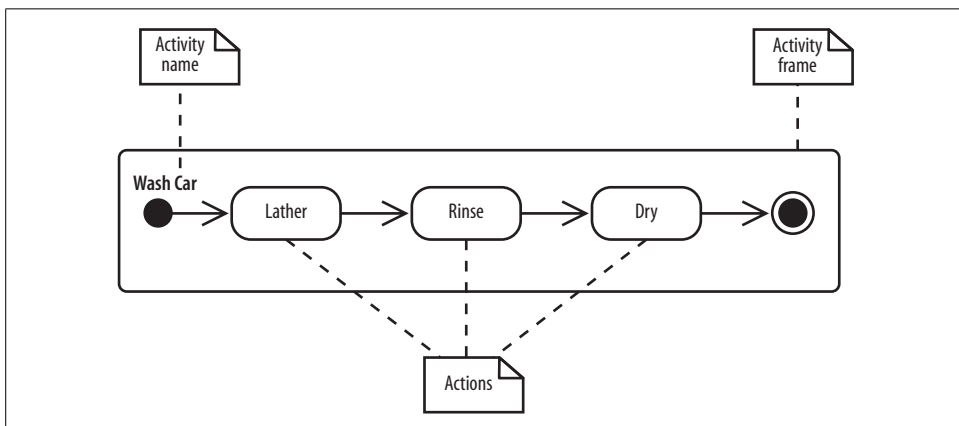 Activity
name
Activity
frame
Wash Car
Lather
Rinse
Dry
Actions